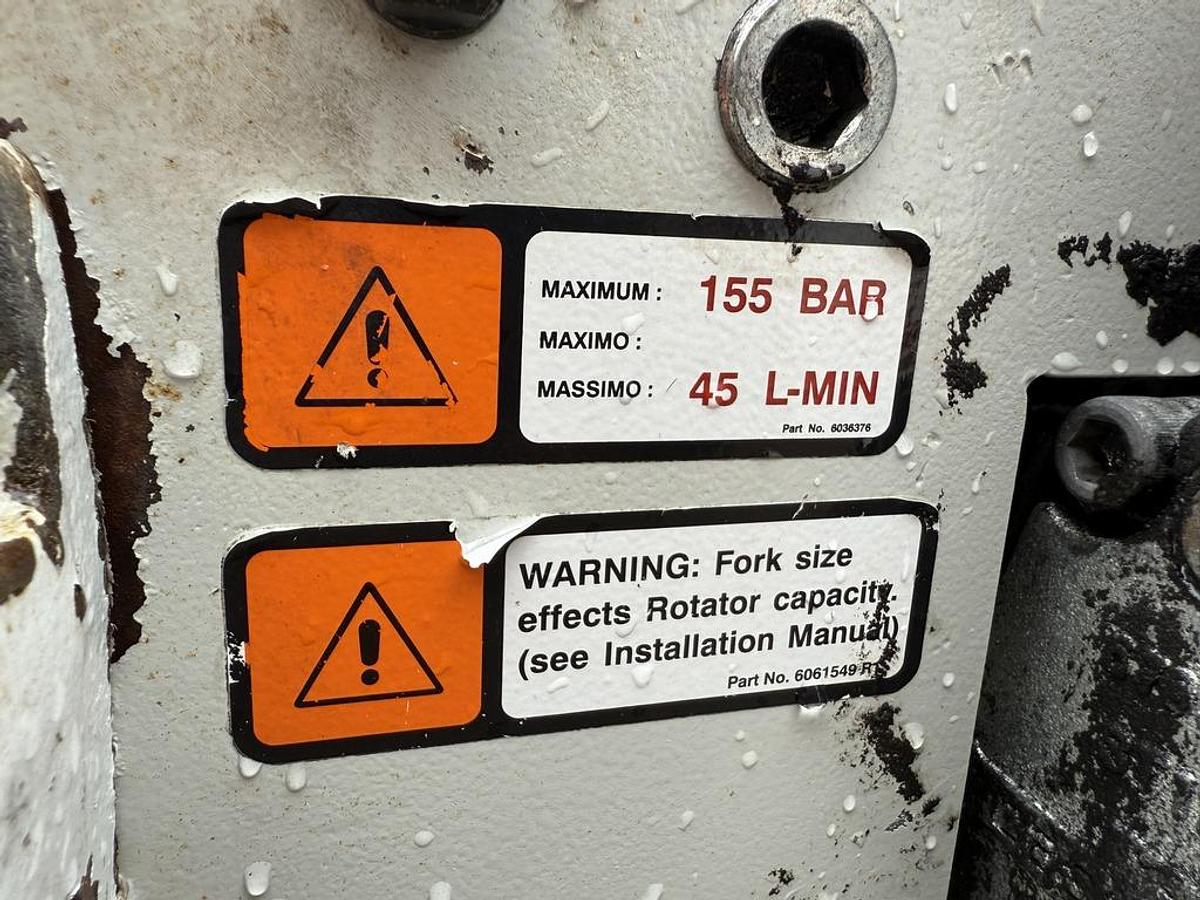 MAXIMUM : 155 BAR
MAXIMO :
MASSIMO : 45 L-MIN
Part No. 6036376
WARNING: Fork size
effects Rotator capacity.
(see Installation Manual)
Part No. 6061549